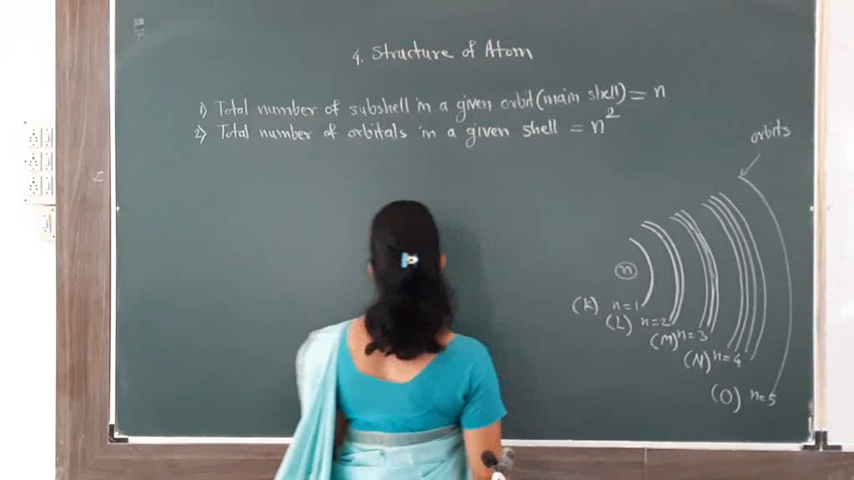 4. Structure of Atom
1) Total number of subshell in a given orbit (main shell) = n
2) Total number of orbitals in a given shell = n²
orbits
n
(K) n=1
(L) n=2
(M) n=3
(N) n=4
(O) n=5